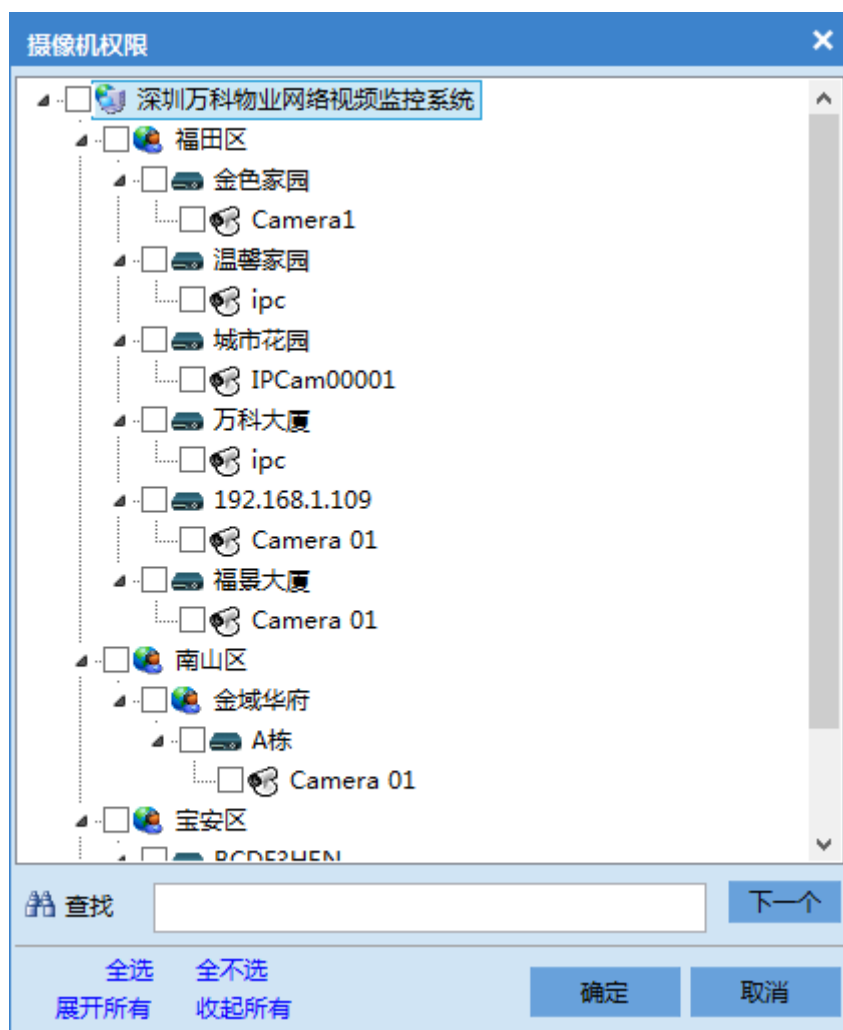 摄像机权限
深圳万科物业网络视频监控系统
福田区
金色家园
Camera1
温馨家园
ipc
城市花园
IPCam00001
万科大厦
ipc
192.168.1.109
Camera 01
福景大厦
Camera 01
南山区
金域华府
A栋
Camera 01
宝安区
查找
下一个
全选 全不选
展开所有 收起所有
确定 取消